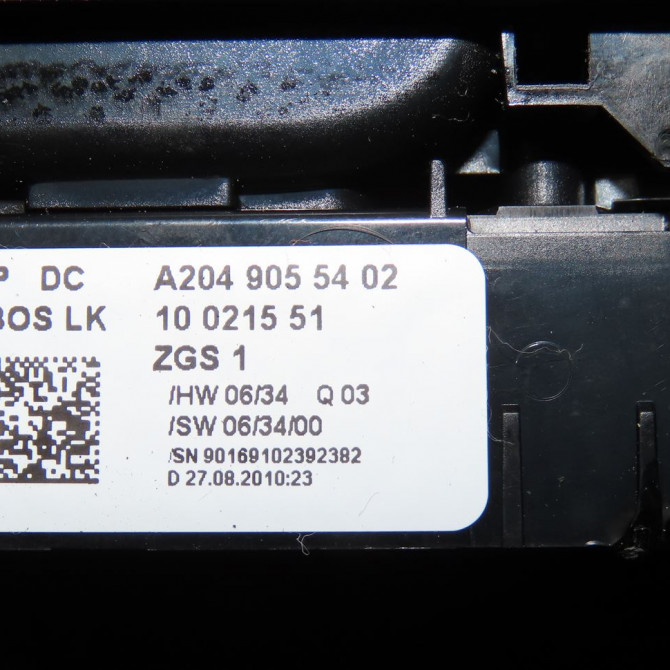 DC A204 905 54 02
LK 10 0215 51
ZGS 1
/HW 06/34 Q 03
/SW 06/34/00
/SN 90169102392382
D 27.08.2010:23